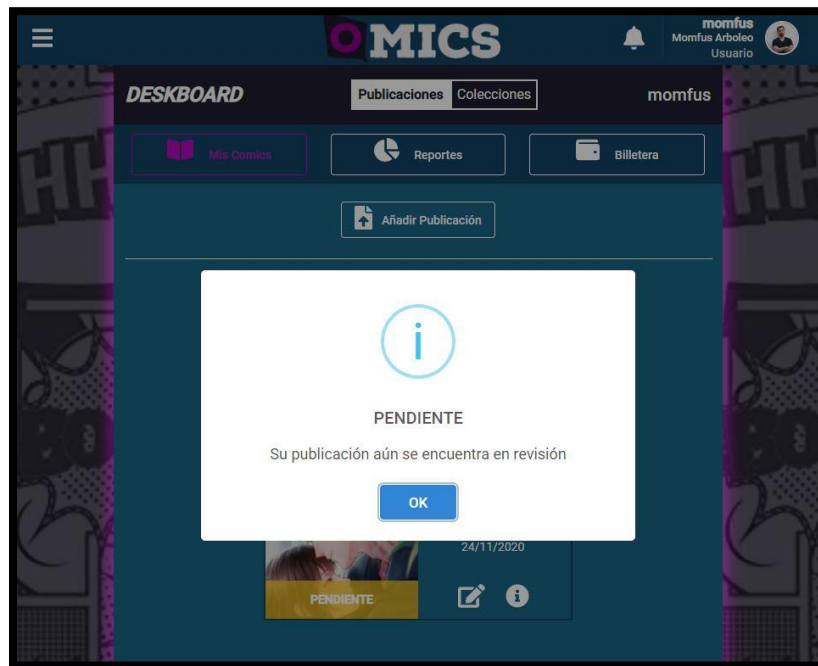 OMICS
momfus
Momfus Arboleo
Usuario
DESKBOARD
Publicaciones Colecciones
momfus
Mis Comics
Reportes
Billetera
Añadir Publicación
i
PENDIENTE
Su publicación aún se encuentra en revisión
OK
24/11/2020
PENDIENTE